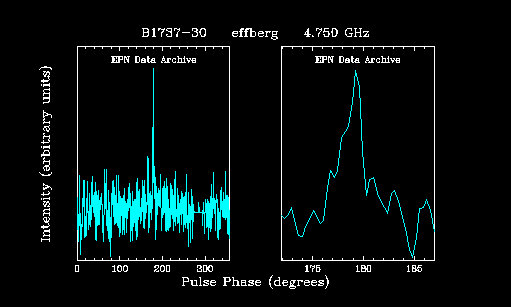 B1737-30 effberg 4.750 GHz
EPN Data Archive EPN Data Archive
Intensity (arbitrary units)
0 100 200 300 175 180 185
Pulse Phase (degrees)